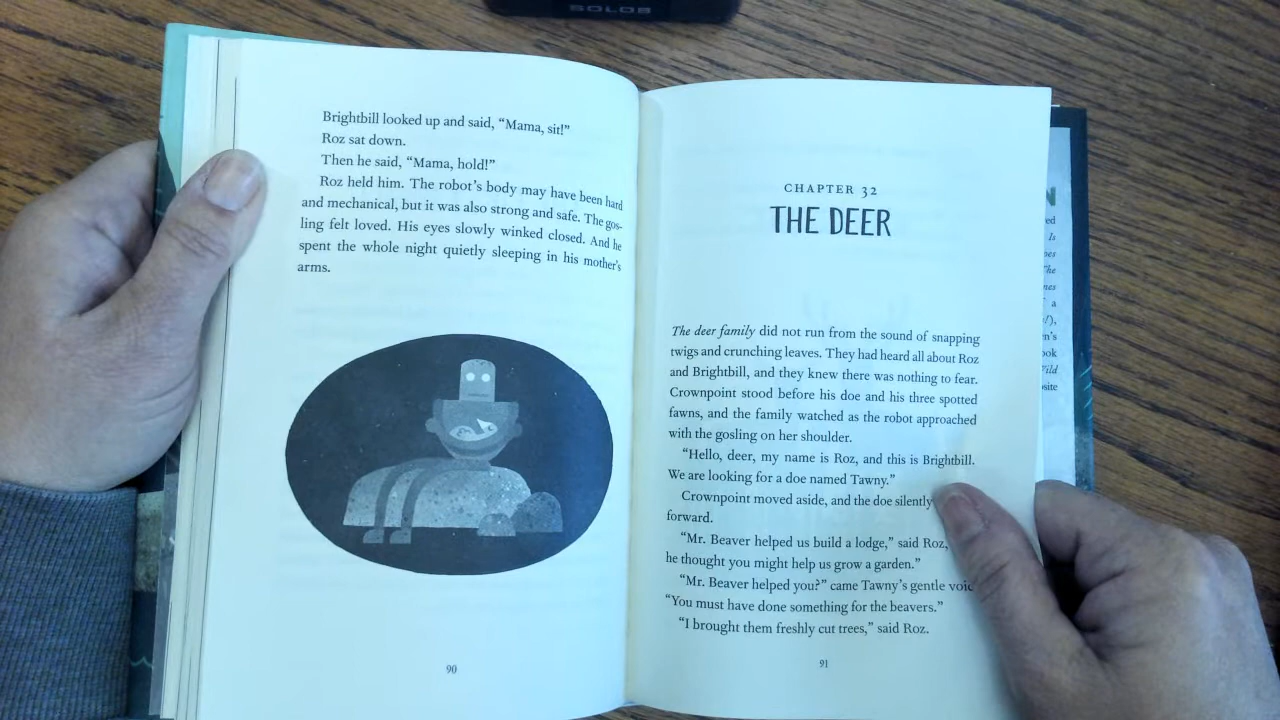 SOLOS
Brightbill looked up and said, “Mama, sit!”
Roz sat down.
Then he said, “Mama, hold!”
Roz held him. The robot’s body may have been hard
and mechanical, but it was also strong and safe. The gos-
ling felt loved. His eyes slowly winked closed. And he
spent the whole night quietly sleeping in his mother’s
arms.
90
CHAPTER 32
THE DEER
The deer family did not run from the sound of snapping
twigs and crunching leaves. They had heard all about Roz
and Brightbill, and they knew there was nothing to fear.
Crownpoint stood before his doe and his three spotted
fawns, and the family watched as the robot approached
with the gosling on her shoulder.
“Hello, deer, my name is Roz, and this is Brightbill.
We are looking for a doe named Tawny.”
Crownpoint moved aside, and the doe silently
forward.
“Mr. Beaver helped us build a lodge,” said Roz,
he thought you might help us grow a garden.”
“Mr. Beaver helped you?” came Tawny’s gentle
“You must have done something for the beavers.”
“I brought them freshly cut trees,” said Roz.
91
N
Is
a